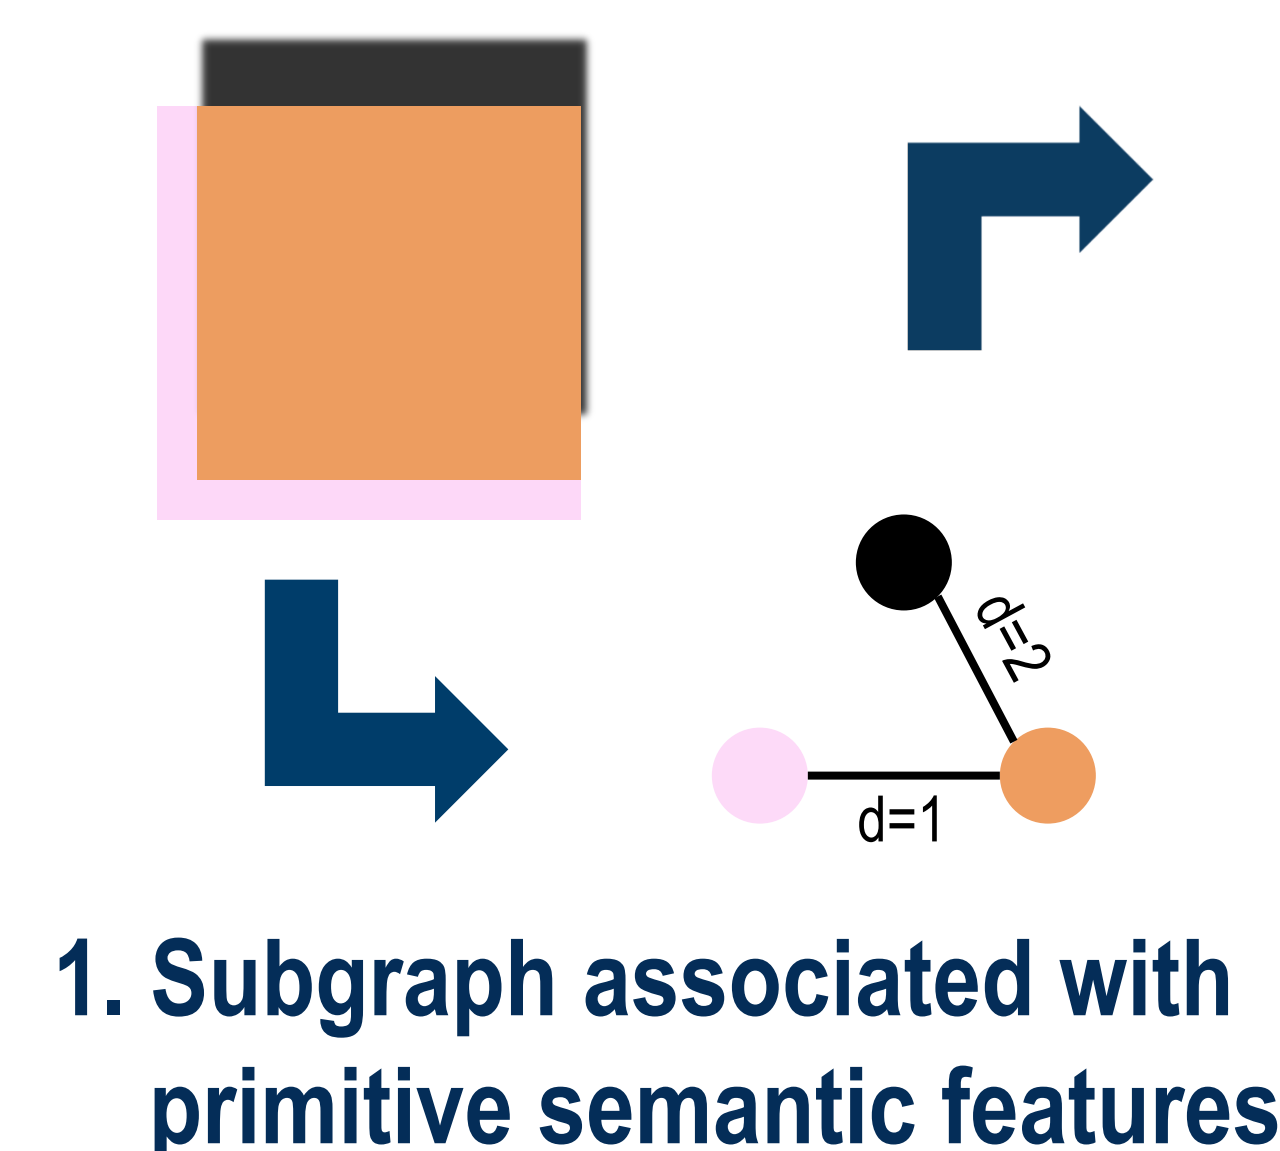 d=2
d=1
1. Subgraph associated with
primitive semantic features